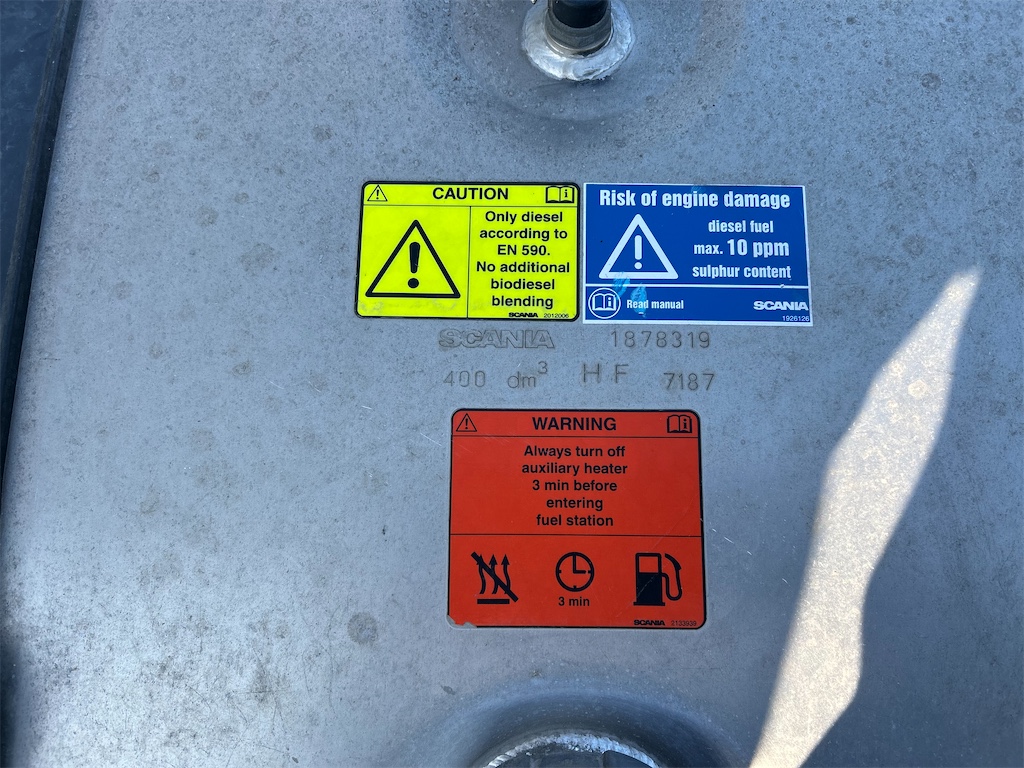 CAUTION
Only diesel
according to
EN 590.
No additional
biodiesel
blending
SCANIA 2012006
Risk of engine damage
diesel fuel
max. 10 ppm
sulphur content
Read manual
SCANIA
1926126
SCANIA 1878319
400 dm³ HF 7187
WARNING
Always turn off
auxiliary heater
3 min before
entering
fuel station
3 min
SCANIA